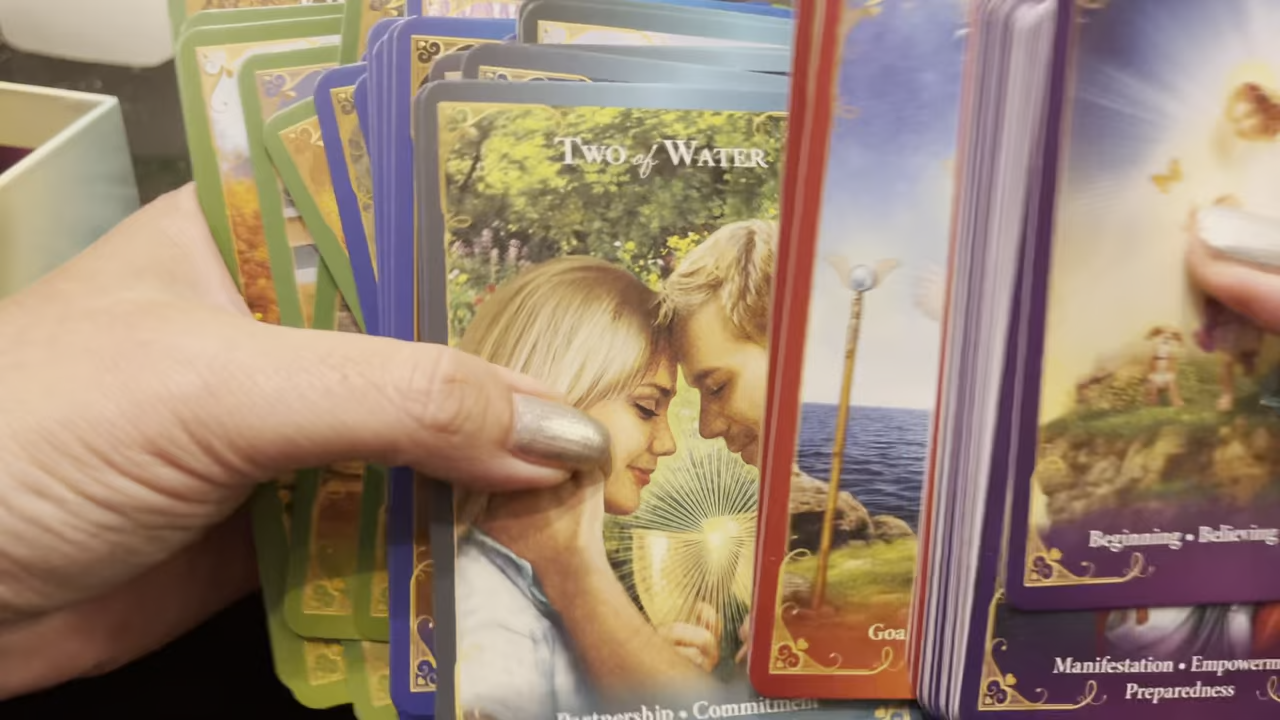 Two of Water
Partnership • Commitment
Goa
Beginning • Believing
Manifestation • Empowerm
Preparedness